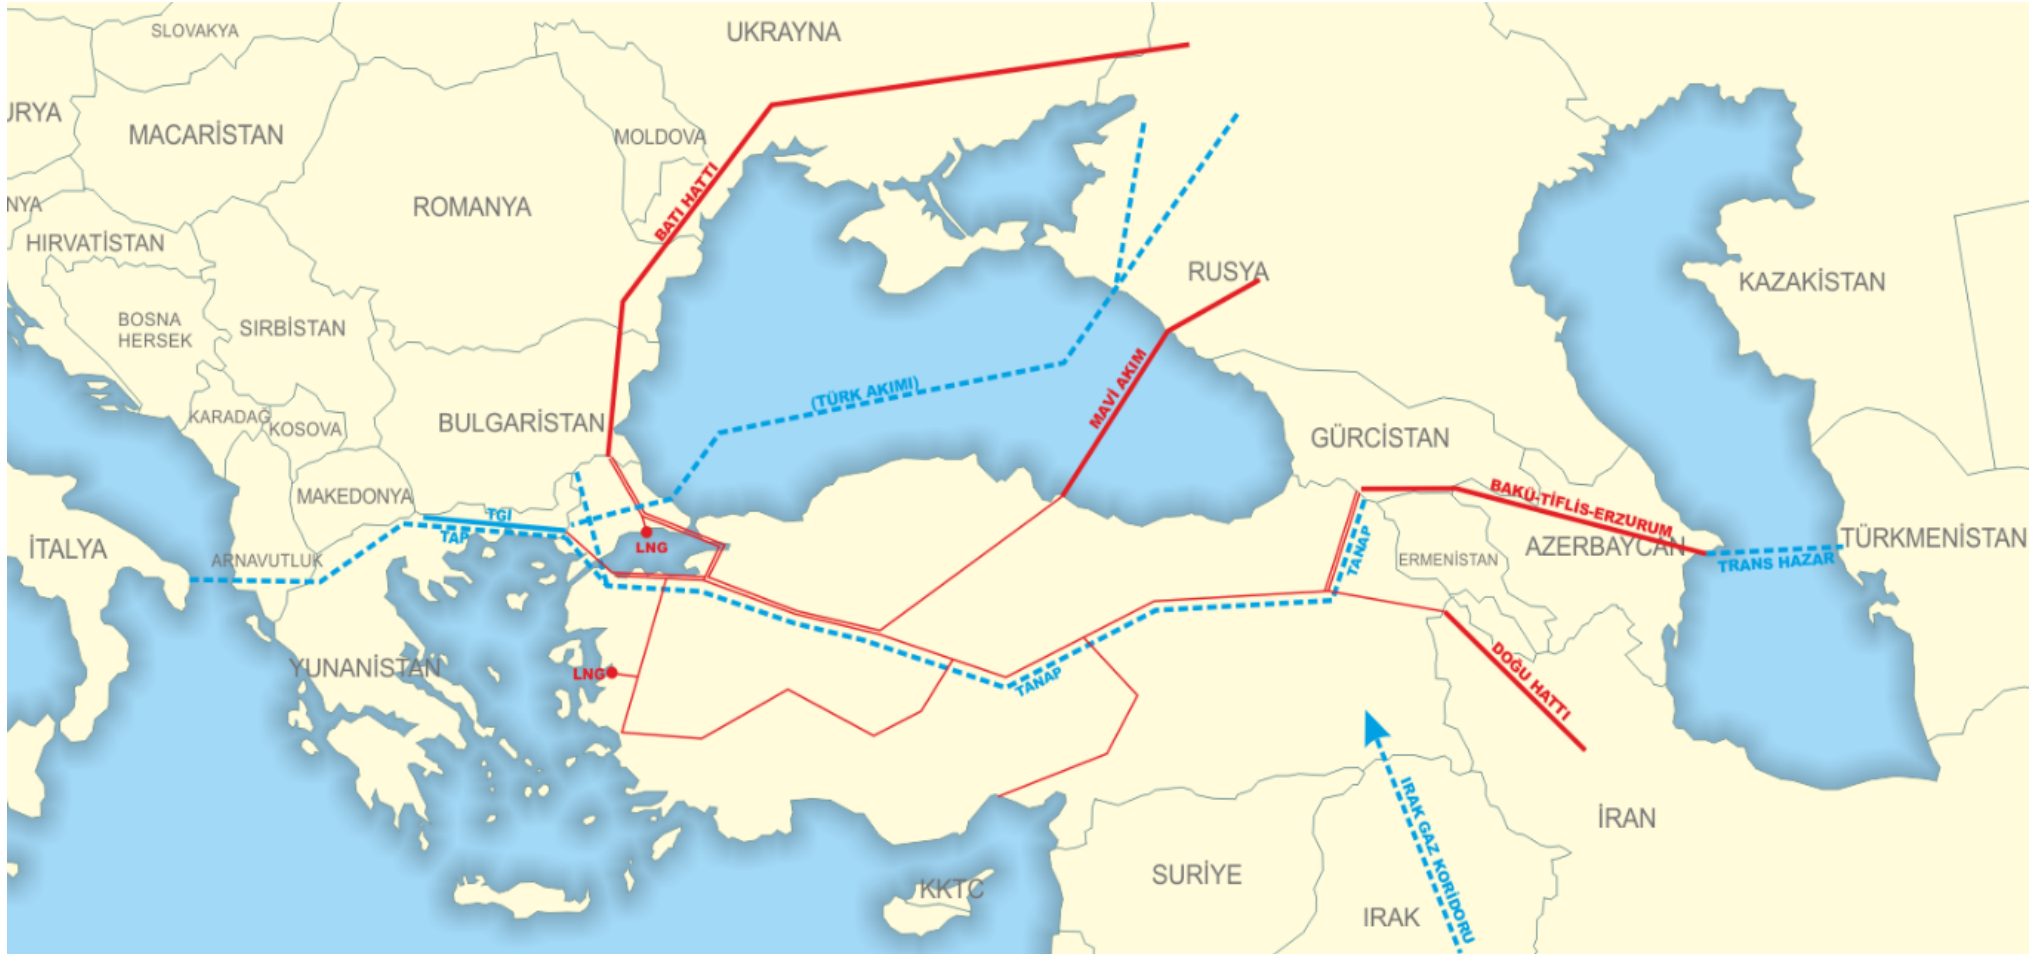 SLOVAKYA
UKRAYNA
URYA
MACARİSTAN
MOLDOVA
BATI HATTI
ROMANYA
NYA
HIRVATİSTAN
RUSYA
KAZAKİSTAN
BOSNA
HERSEK
SIRBİSTAN
(TÜRK AKIMI)
MAVİ AKIM
KARADAĞ
KOSOVA
BULGARİSTAN
GÜRCİSTAN
MAKEDONYA
BAKÜ-TİFLİS-ERZURUM
TGI
TAP
LNG
İTALYA
ARNAVUTLUK
TANAP
ERMENİSTAN
AZERBAYCAN
TRANS HAZAR
TÜRKMENİSTAN
YUNANİSTAN
LNG
TANAP
DOĞU HATTI
IRAK GAZ KORİDORU
İRAN
SURİYE
KKTC
IRAK